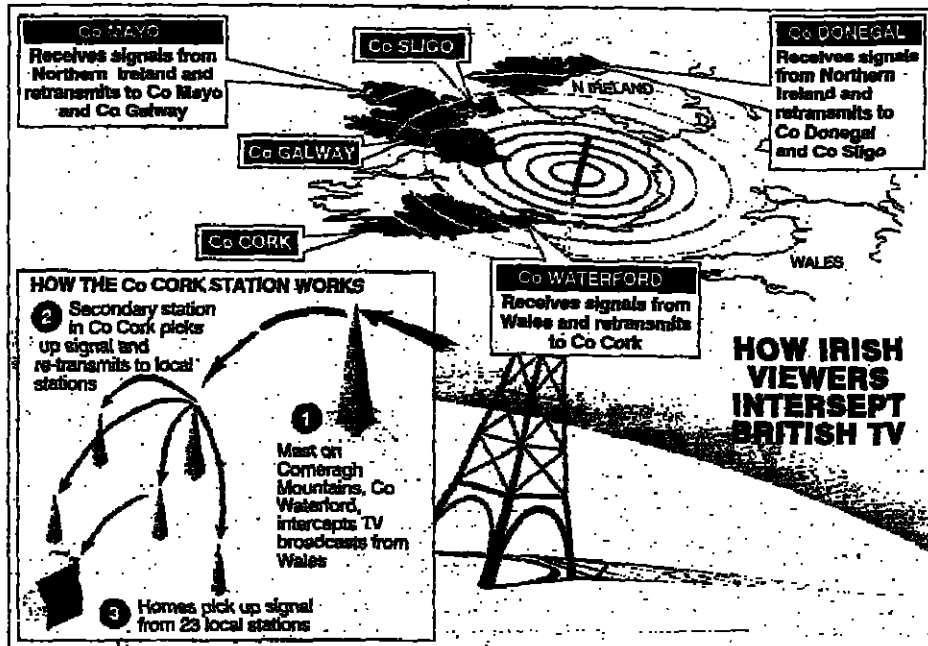 Co MAYO
Receives signals from
Northern Ireland and
retransmits to Co Mayo
and Co Galway
Co SLIGO
Co DONEGAL
Receives signals
from Northern
Ireland and
retransmits to
Co Donegal
and Co Sligo
N IRELAND
Co GALWAY
Co CORK
WALES
Co WATERFORD
Receives signals from
Wales and retransmits
to Co Cork
HOW IRISH
VIEWERS
INTERSEPT
BRITISH TV
HOW THE Co CORK STATION WORKS
2 Secondary station
in Co Cork picks
up signal and
re-transmits to local
stations
1
Mast on
Comeragh
Mountains, Co
Waterford,
intercepts TV
broadcasts from
Wales
3 Homes pick up signal
from 23 local stations